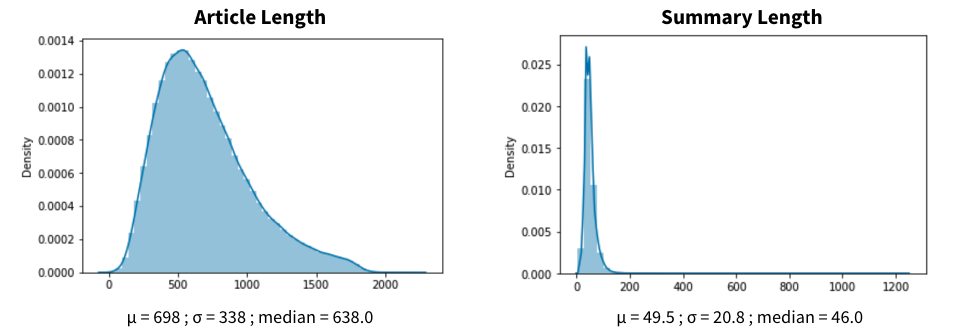 Article Length
0.0014
0.0012
0.0010
0.0008
0.0006
0.0004
0.0002
0.0000
Density
0 500 1000 1500 2000
μ = 698 ; σ = 338 ; median = 638.0
Summary Length
0.025
0.020
0.015
0.010
0.005
0.000
Density
0 200 400 600 800 1000 1200
μ = 49.5 ; σ = 20.8 ; median = 46.0